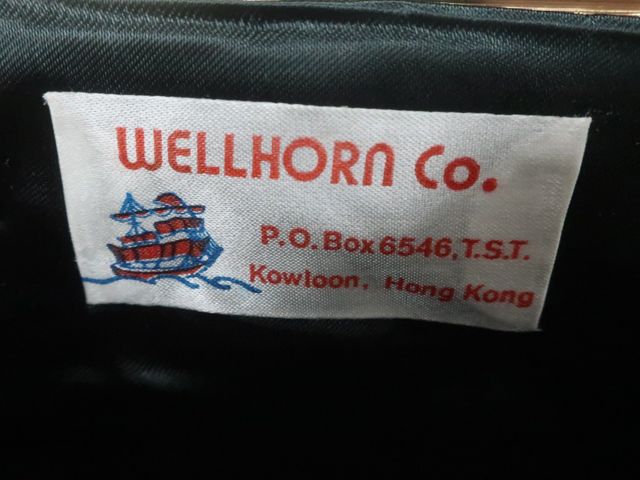 WELLHORN Co.
P.O. Box 6546, T.S.T.
Kowloon, Hong Kong